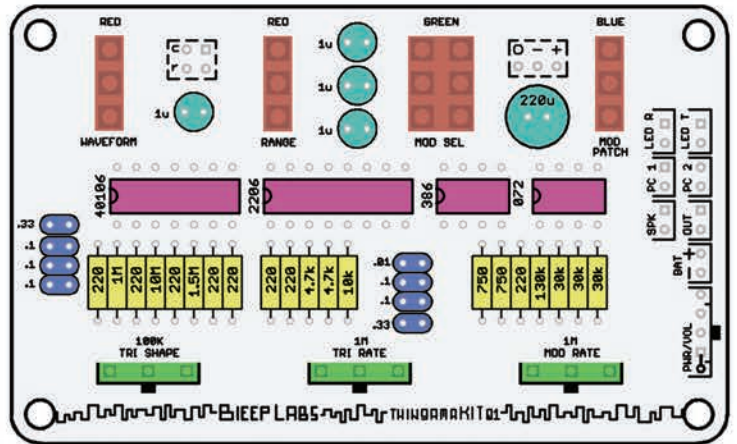 RED
RED
GREEN
BLUE
C
r
1u
1u
1u
1u
O - +
220u
WAVEFORM
RANGE
MOD SEL
MOD
PATCH
LED R
LED T
PC 1
PC 2
SPK
OUT
BAT
- +
PWR/VOL
40106
2206
386
072
.33
.1
.1
.1
220
1M
220
10M
220
1.5M
220
220
220
220
4.7k
4.7k
10k
.01
.1
.1
.33
750
750
220
130k
30k
30k
30k
100K
TRI SHAPE
1M
TRI RATE
1M
MOD RATE
BLEEP LABS
THINGAMAKIT Q1